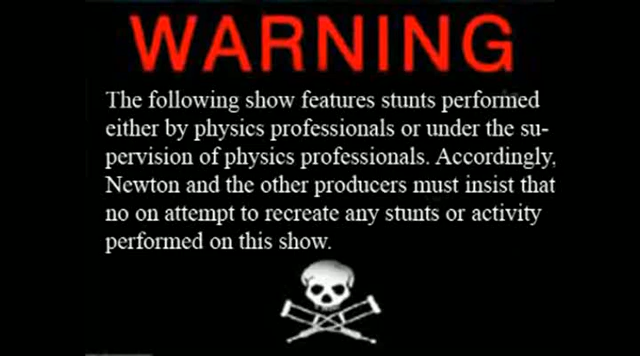 WARNING
The following show features stunts performed
either by physics professionals or under the su-
pervision of physics professionals. Accordingly,
Newton and the other producers must insist that
no on attempt to recreate any stunts or activity
performed on this show.